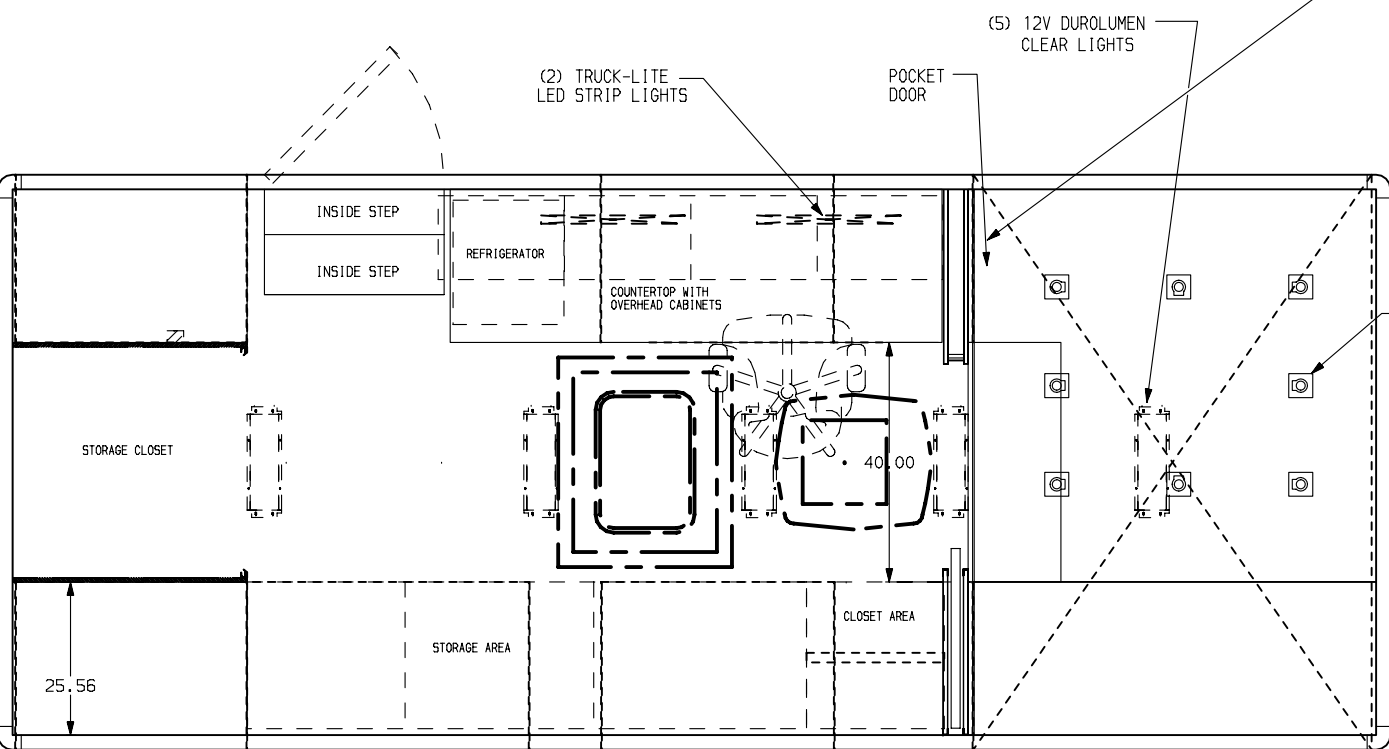 (5) 12V DUROLUMEN
CLEAR LIGHTS
(2) TRUCK-LITE
LED STRIP LIGHTS
POCKET
DOOR
INSIDE STEP
INSIDE STEP
REFRIGERATOR
COUNTERTOP WITH
OVERHEAD CABINETS
STORAGE CLOSET
40.00
CLOSET AREA
STORAGE AREA
25.56